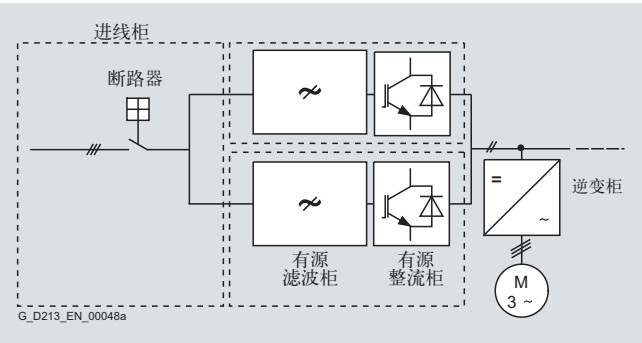 进线柜
断路器
=
~
逆变柜
有源
滤波柜
有源
整流柜
M
3 ~
G_D213_EN_00048a